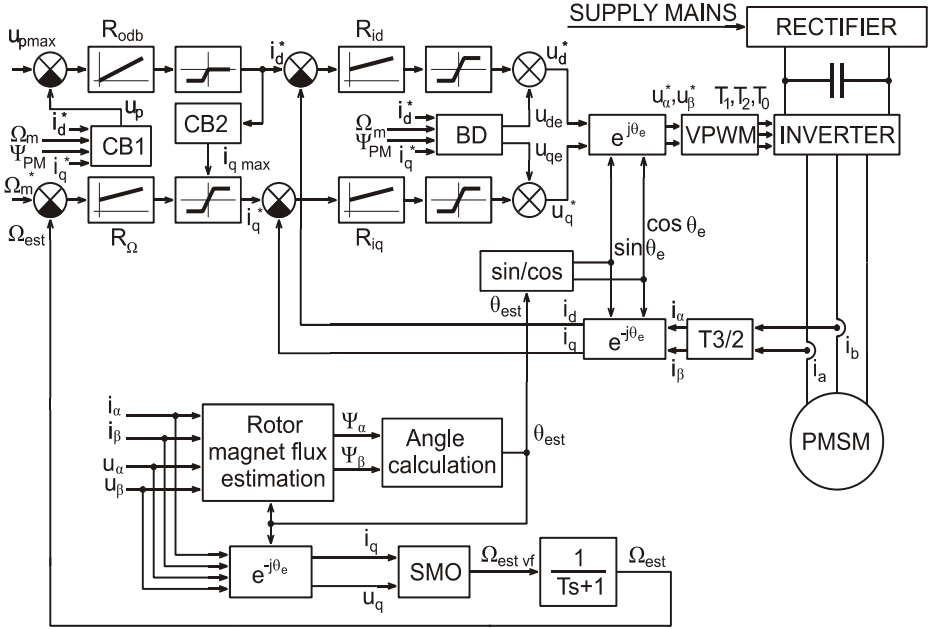 SUPPLY MAINS
RECTIFIER
u_pmax
R_odb
i_d*
R_id
u_d*
u_α*,u_β*
T_1,T_2,T_0
u_p
i_d*
Ω_m
Ψ_PM
i_q*
CB1
CB2
i_q max
i_d*
Ω_m
Ψ_PM
i_q*
BD
u_de
u_qe
e^jθ_e
VPWM
INVERTER
Ω_m*
Ω_est
R_Ω
i_q*
R_iq
u_q*
cos θ_e
sin θ_e
sin/cos
θ_est
i_d
i_q
e^-jθ_e
i_α
i_β
T3/2
i_b
i_a
PMSM
i_α
i_β
u_α
u_β
Rotor
magnet flux
estimation
Ψ_α
Ψ_β
Angle
calculation
θ_est
e^-jθ_e
i_q
u_q
SMO
Ω_est vf
1
Ts+1
Ω_est